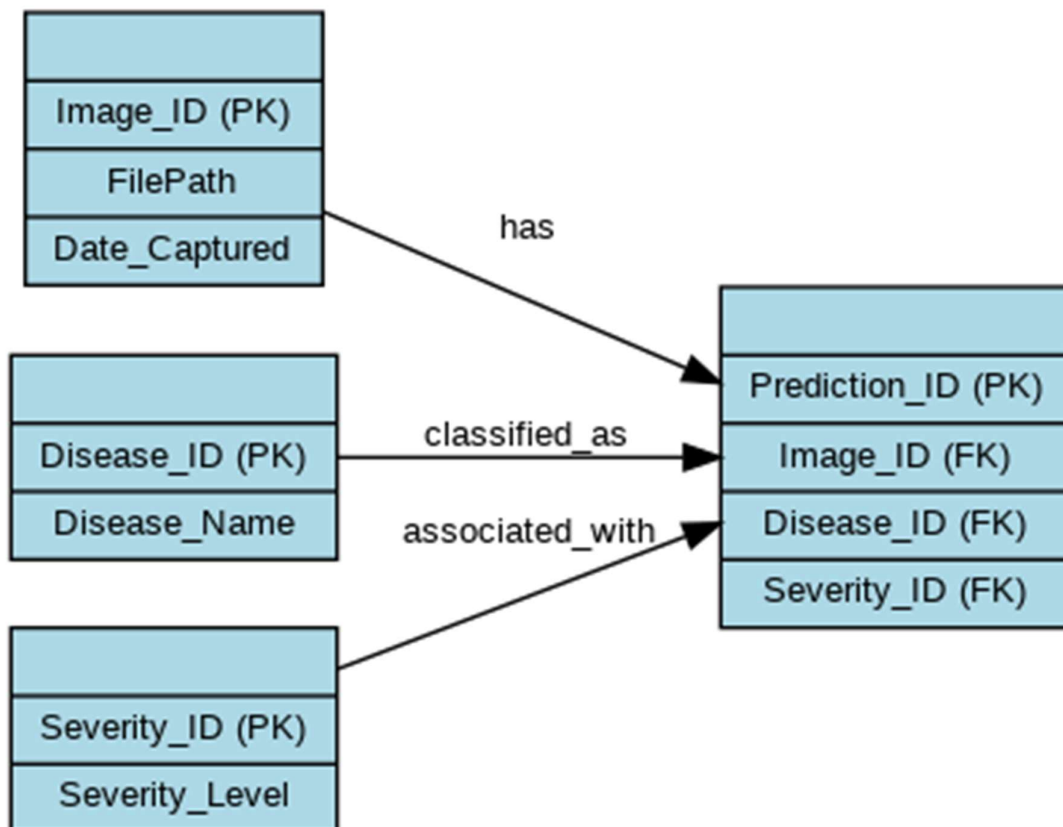 Image_ID (PK)
FilePath
Date_Captured
has
Disease_ID (PK)
Disease_Name
classified_as
associated_with
Severity_ID (PK)
Severity_Level
Prediction_ID (PK)
Image_ID (FK)
Disease_ID (FK)
Severity_ID (FK)